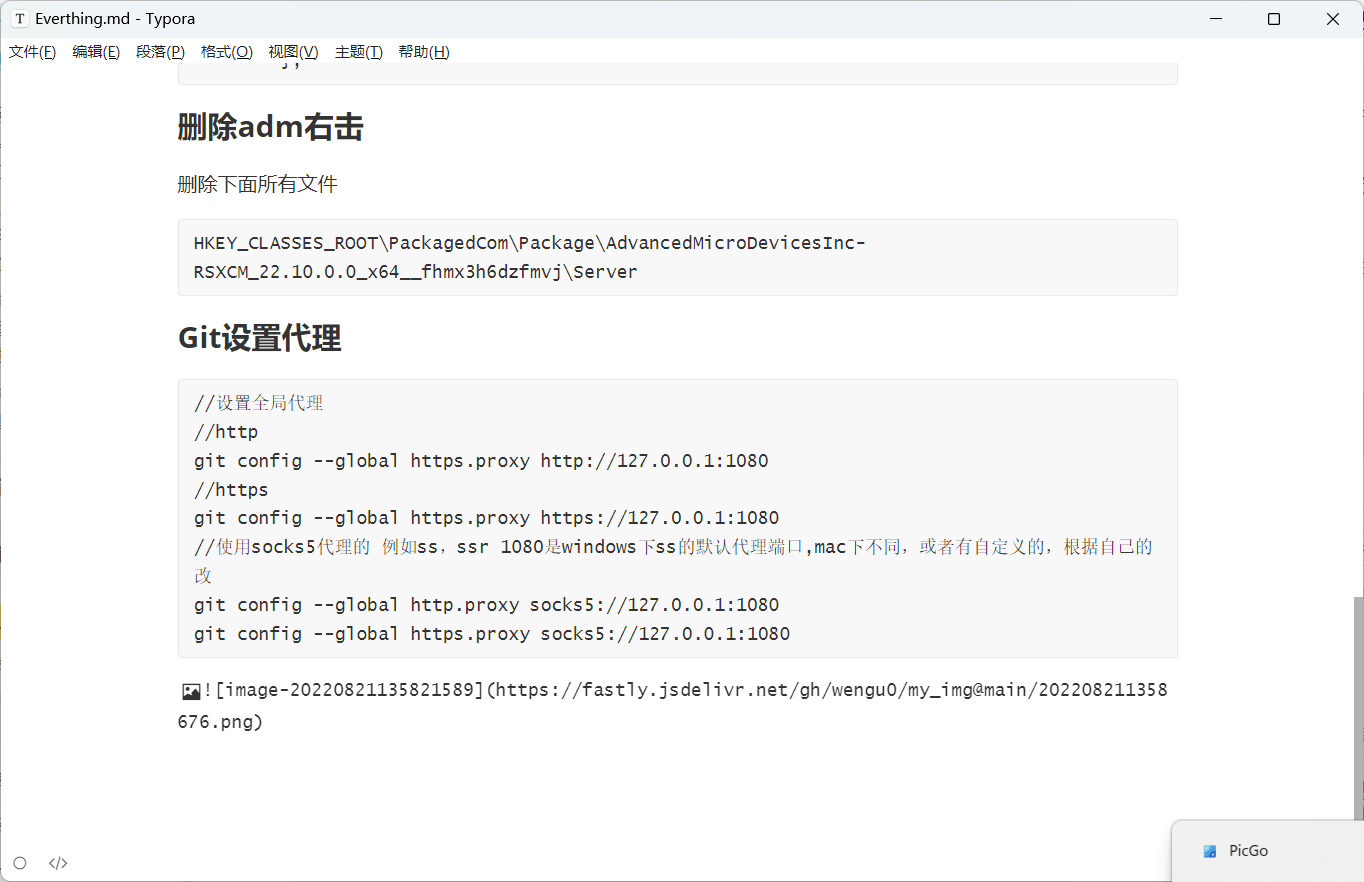 Everthing.md - Typora
文件(F) 编辑(E) 段落(P) 格式(O) 视图(V) 主题(T) 帮助(H)
删除adm右击
删除下面所有文件
HKEY_CLASSES_ROOT\PackagedCom\Package\AdvancedMicroDevicesInc-
RSXCM_22.10.0.0_x64__fhmx3h6dzfmvj\Server
Git设置代理
//设置全局代理
//http
git config --global https.proxy http://127.0.0.1:1080
//https
git config --global https.proxy https://127.0.0.1:1080
//使用socks5代理的 例如ss，ssr 1080是windows下ss的默认代理端口,mac下不同，或者有自定义的，根据自己的
改
git config --global http.proxy socks5://127.0.0.1:1080
git config --global https.proxy socks5://127.0.0.1:1080
![image-20220821135821589](https://fastly.jsdelivr.net/gh/wengu0/my_img@main/202208211358
676.png)
PicGo